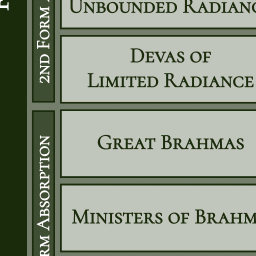 Unbounded Radianc
2nd Form
Devas of
Limited Radiance
Great Brahmas
rm Absorption
Ministers of Brahm